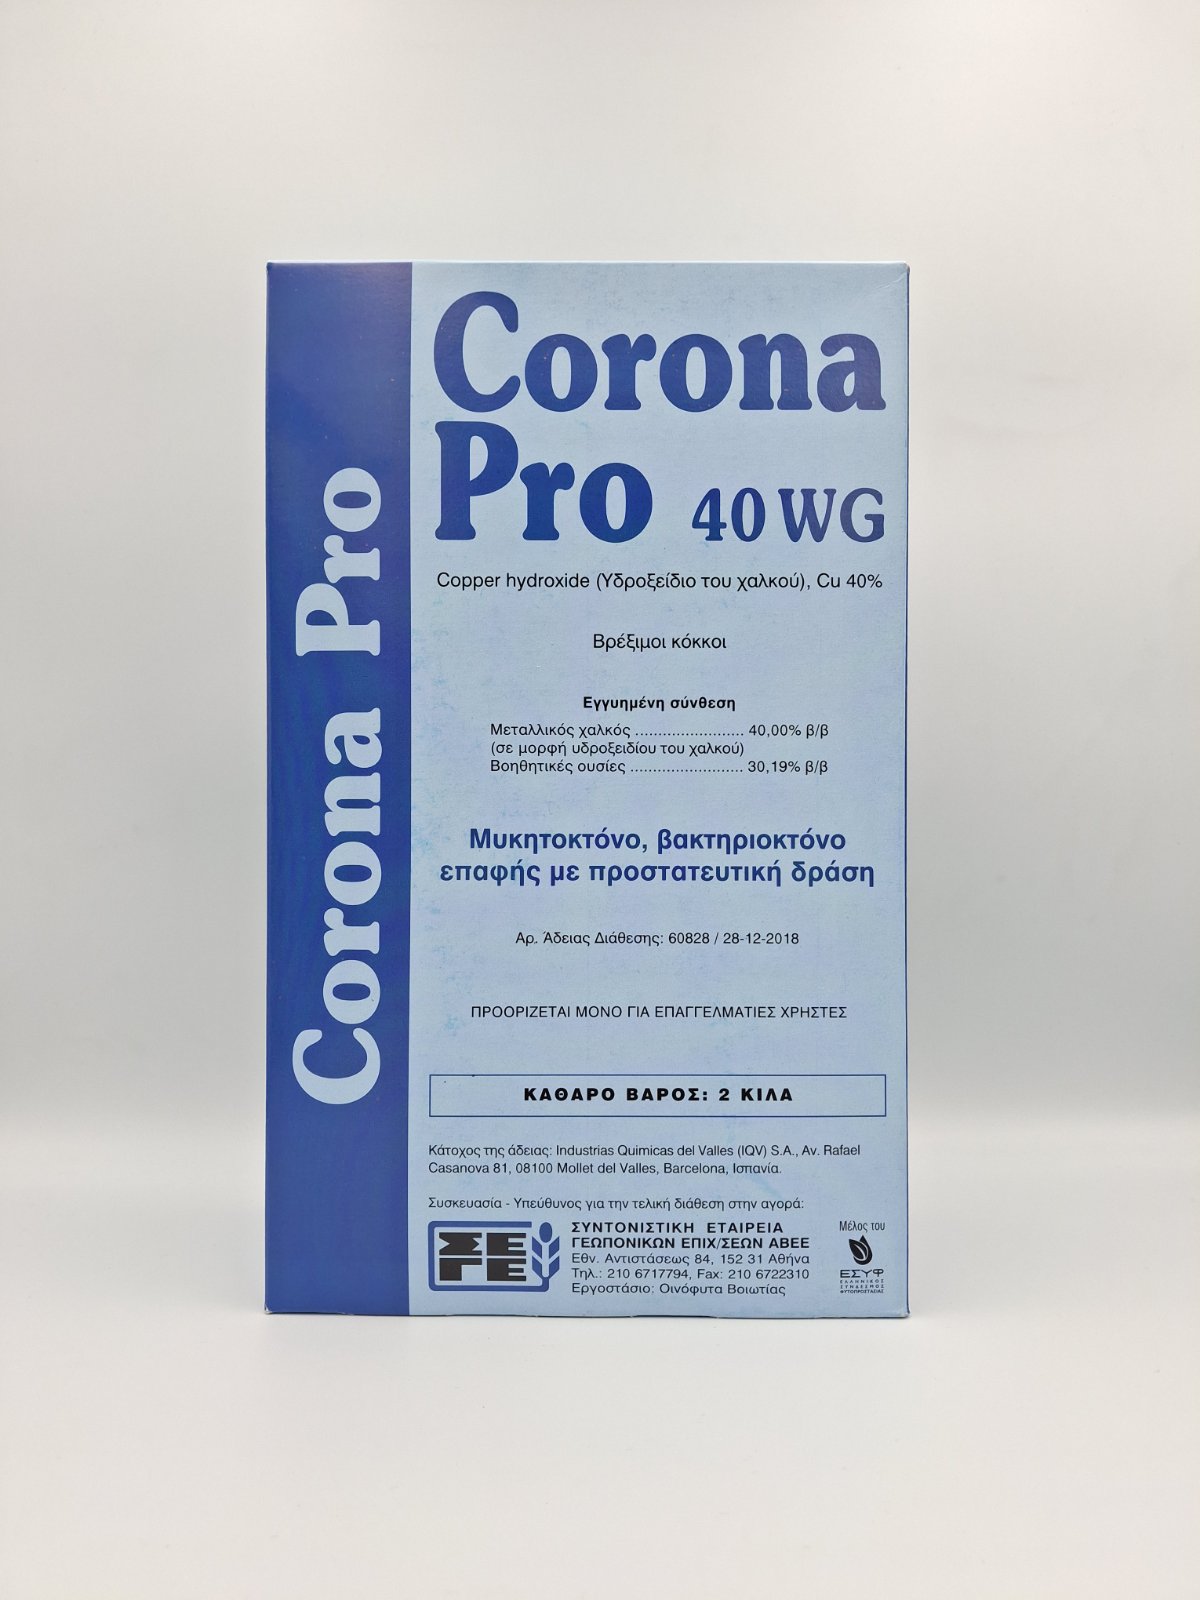 Corona Pro
Corona
Pro 40 WG
Copper hydroxide (Υδροξείδιο του χαλκού), Cu 40%
Βρέξιμοι κόκκοι
Εγγυημένη σύνθεση
Μεταλλικός χαλκός ........................ 40,00% β/β
(σε μορφή υδροξειδίου του χαλκού)
Βοηθητικές ουσίες ......................... 30,19% β/β
Μυκητοκτόνο, βακτηριοκτόνο
επαφής με προστατευτική δράση
Αρ. Άδειας Διάθεσης: 60828 / 28-12-2018
ΠΡΟΟΡΙΖΕΤΑΙ ΜΟΝΟ ΓΙΑ ΕΠΑΓΓΕΛΜΑΤΙΕΣ ΧΡΗΣΤΕΣ
ΚΑΘΑΡΟ ΒΑΡΟΣ: 2 ΚΙΛΑ
Κάτοχος της άδειας: Industrias Quimicas del Valles (IQV) S.A., Av. Rafael
Casanova 81, 08100 Mollet del Valles, Barcelona, Ισπανία.
Συσκευασία - Υπεύθυνος για την τελική διάθεση στην αγορά:
ΣΕ
ΓΕ
ΣΥΝΤΟΝΙΣΤΙΚΗ ΕΤΑΙΡΕΙΑ
ΓΕΩΠΟΝΙΚΩΝ ΕΠΙΧ/ΣΕΩΝ ΑΒΕΕ
Εθν. Αντιστάσεως 84, 152 31 Αθήνα
Τηλ.: 210 6717794, Fax: 210 6722310
Εργοστάσιο: Οινόφυτα Βοιωτίας
Μέλος του
ΕΣΥΦ
ΕΛΛΗΝΙΚΟΣ
ΣΥΝΔΕΣΜΟΣ
ΦΥΤΟΠΡΟΣΤΑΣΙΑΣ